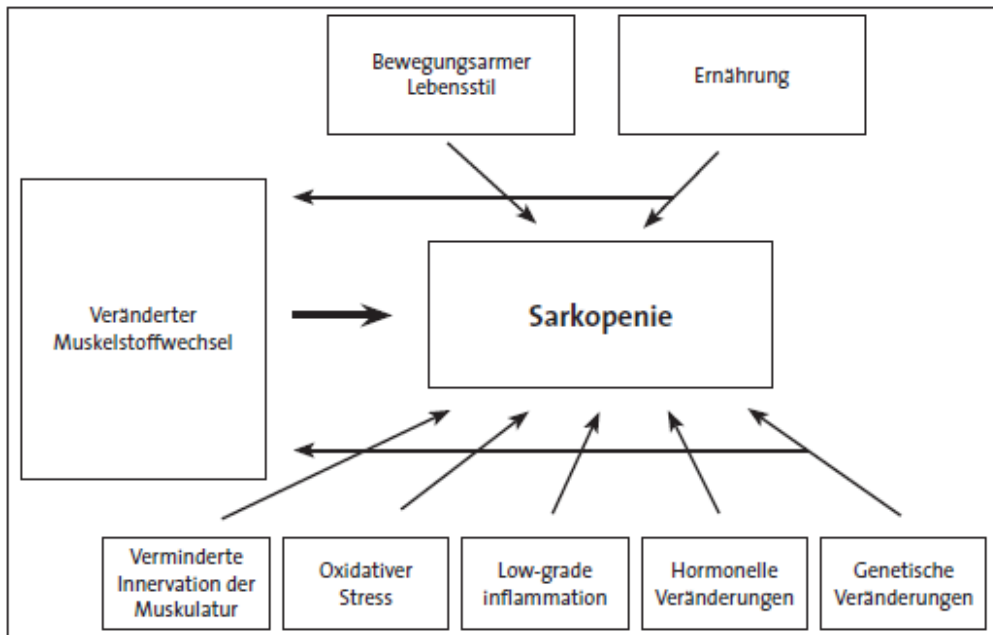 Bewegungsarmer
Lebensstil
Ernährung
Veränderter
Muskelstoffwechsel
Sarkopenie
Verminderte
Innervation der
Muskulatur
Oxidativer
Stress
Low-grade
inflammation
Hormonelle
Veränderungen
Genetische
Veränderungen